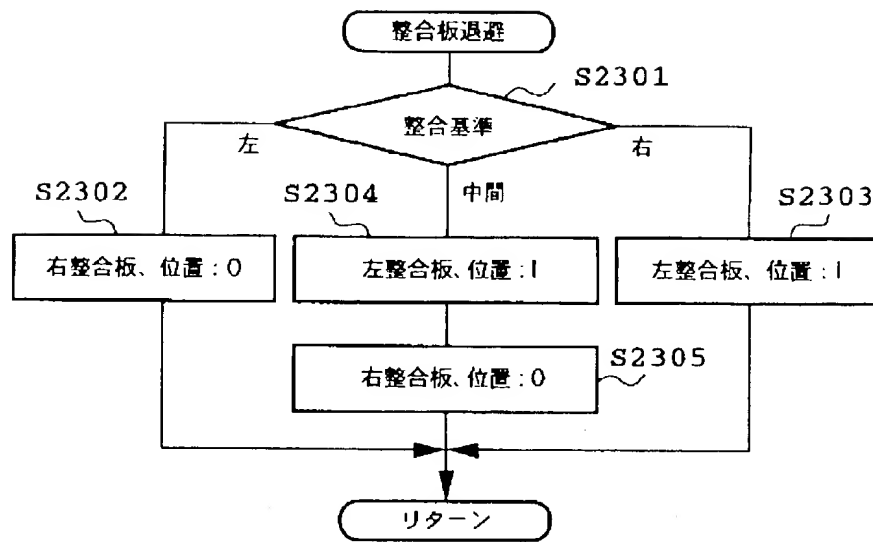 整合板退避
S2301
整合基準
左
右
中間
S2302
S2304
S2303
右整合板、位置:0
左整合板、位置:1
左整合板、位置:1
S2305
右整合板、位置:0
リターン